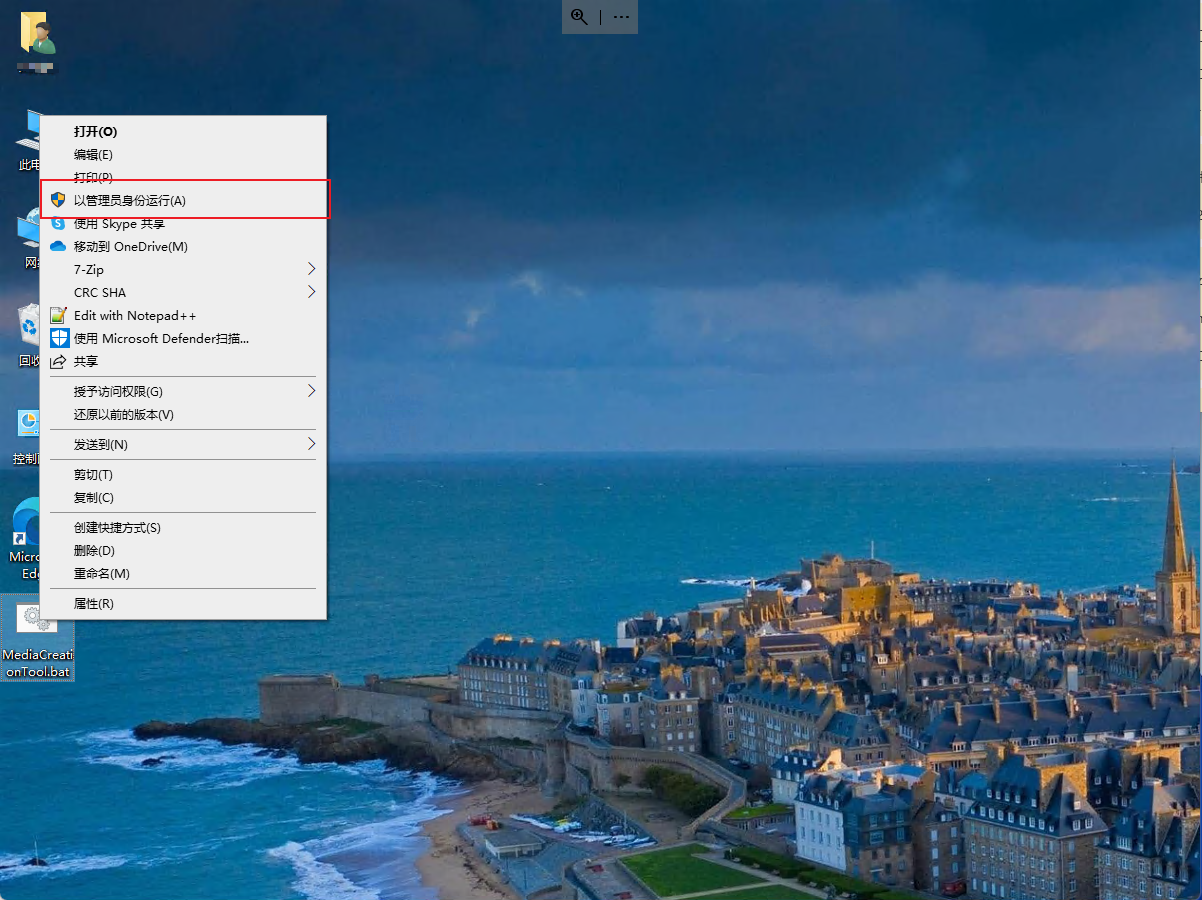 打开(O)
编辑(E)
打印(P)
以管理员身份运行(A)
使用 Skype 共享
移动到 OneDrive(M)
7-Zip
CRC SHA
Edit with Notepad++
使用 Microsoft Defender扫描...
共享
授予访问权限(G)
还原以前的版本(V)
发送到(N)
剪切(T)
复制(C)
创建快捷方式(S)
删除(D)
重命名(M)
属性(R)
此电
网
回收
控制
Micro
Ed
MediaCreati
onTool.bat